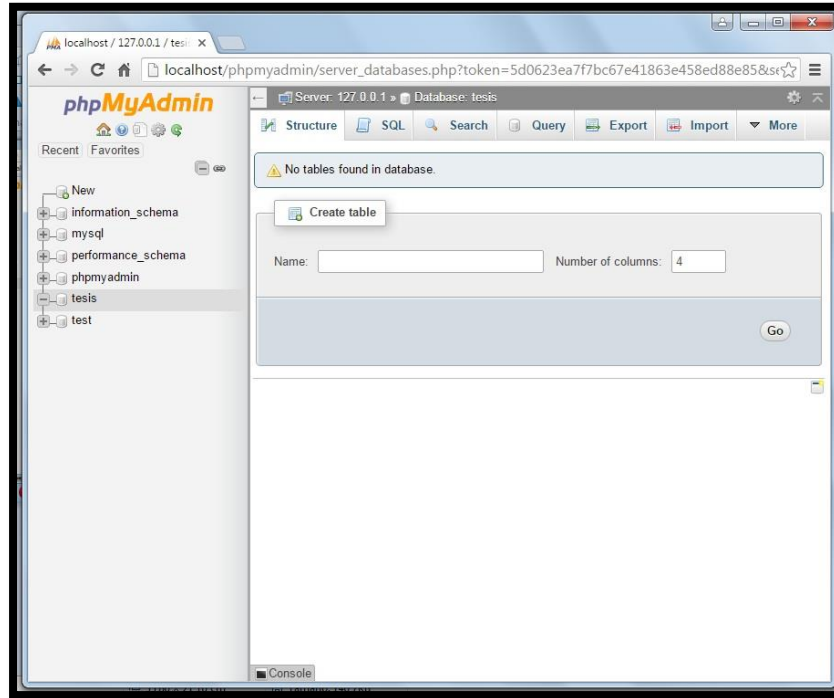 localhost / 127.0.0.1 / tesi
localhost/phpmyadmin/server_databases.php?token=5d0623ea7f7bc67e41863e458ed88e85&se
phpMyAdmin
Recent Favorites
New
information_schema
mysql
performance_schema
phpmyadmin
tesis
test
Server: 127.0.0.1 » Database: tesis
Structure SQL Search Query Export Import More
No tables found in database.
Create table
Name: Number of columns: 4
Go
Console